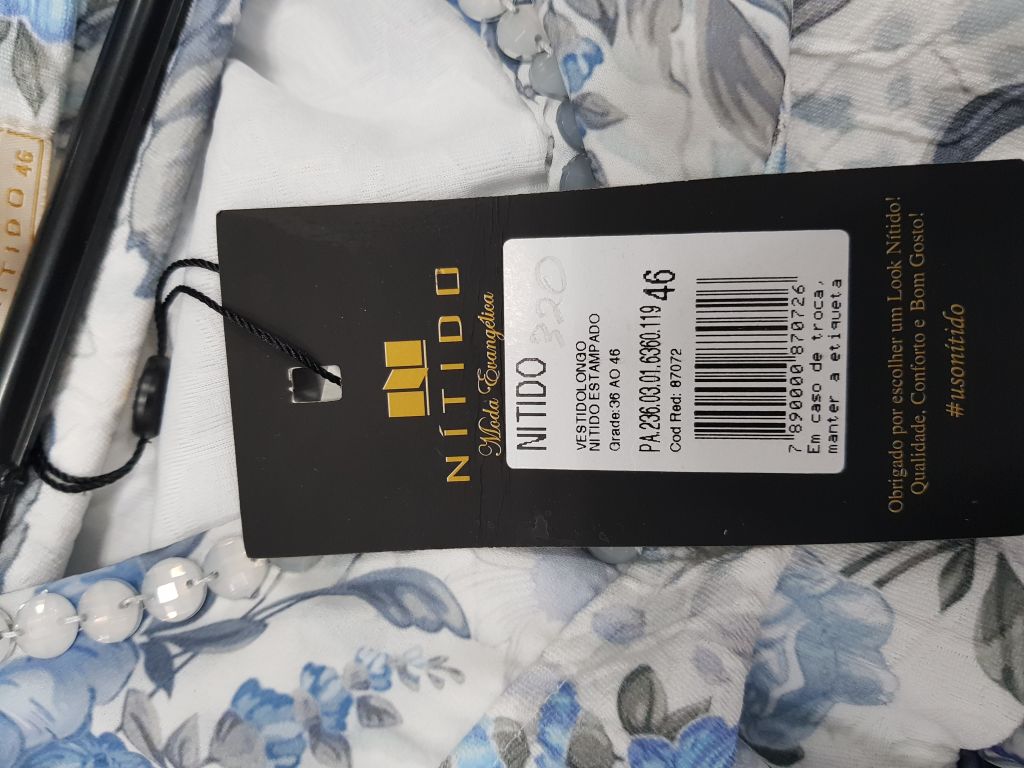 NÍTIDO
Moda Evangélica
NITIDO 320
VESTIDOLONGO
NITIDO ESTAMPADO
Grade:36 AO 46
PA.236.03.01.6360.119 46
Cod Red: 87072
7 890000 870726
Em caso de troca,
manter a etiqueta
Obrigado por escolher um Look Nítido!
Qualidade, Conforto e Bom Gosto!
#usonitido
46